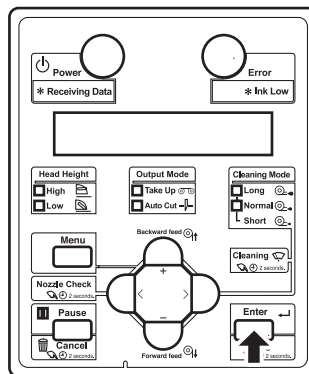 Power
Error
* Receiving Data
* Ink Low
Head Height
High
Low
Output Mode
Take Up
Auto Cut
Cleaning Mode
Long
Normal
Short
Menu
Backward feed
+
< >
−
Forward feed
Cleaning
2 seconds.
Nozzle Check
2 seconds.
Pause
Cancel
2 seconds.
Enter